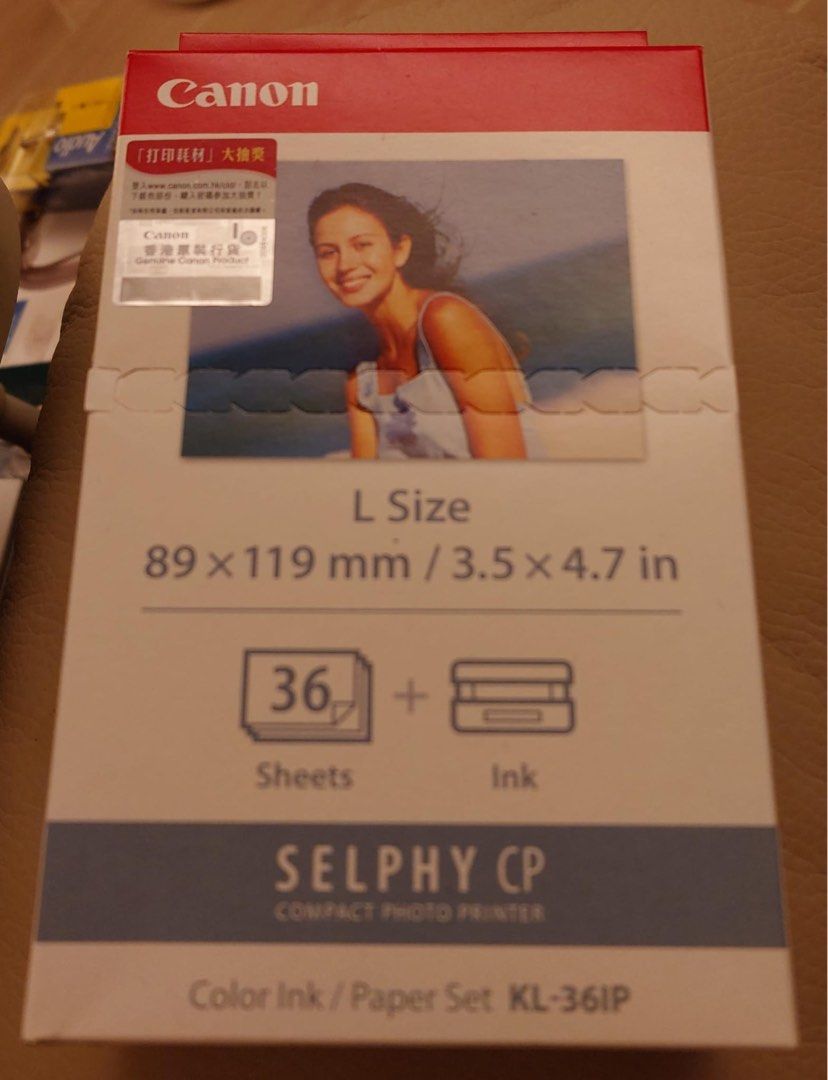 Canon
「打印耗材」大抽獎
Canon
香港原裝行貨
Genuine Canon Product
Audio
L Size
89 × 119 mm / 3.5 × 4.7 in
36
+
Sheets
Ink
SELPHY CP
COMPACT PHOTO PRINTER
Color Ink / Paper Set KL-36IP